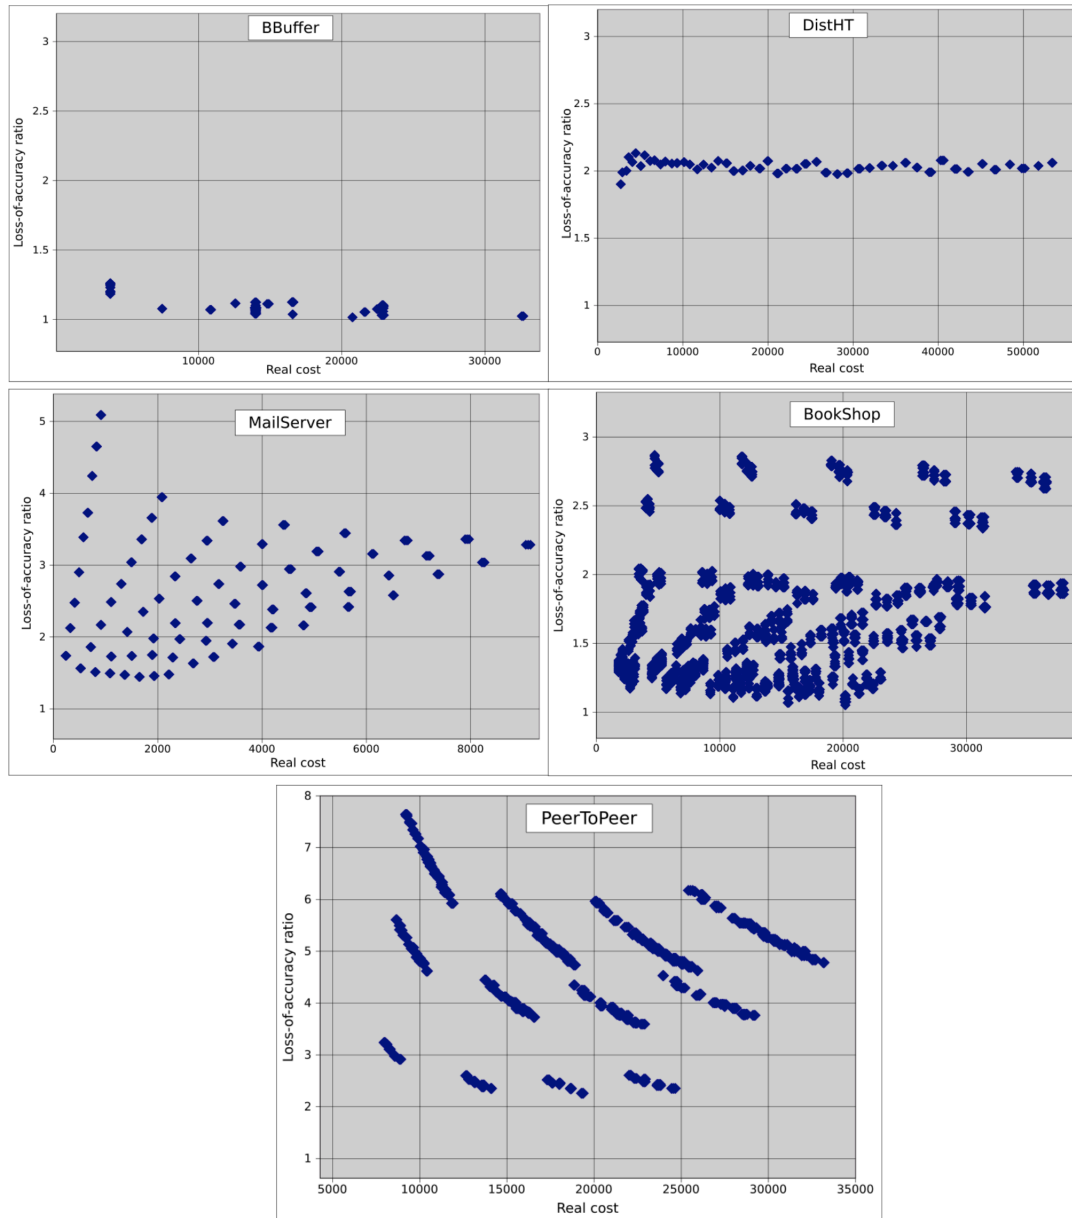 BBuffer
Loss-of-accuracy ratio
3
2.5
2
1.5
1
10000 20000 30000
Real cost
DistHT
Loss-of-accuracy ratio
3
2.5
2
1.5
1
0 10000 20000 30000 40000 50000
Real cost
MailServer
Loss-of-accuracy ratio
5
4
3
2
1
0 2000 4000 6000 8000
Real cost
BookShop
Loss-of-accuracy ratio
3
2.5
2
1.5
1
0 10000 20000 30000
Real cost
PeerToPeer
Loss-of-accuracy ratio
8
7
6
5
4
3
2
1
5000 10000 15000 20000 25000 30000 35000
Real cost